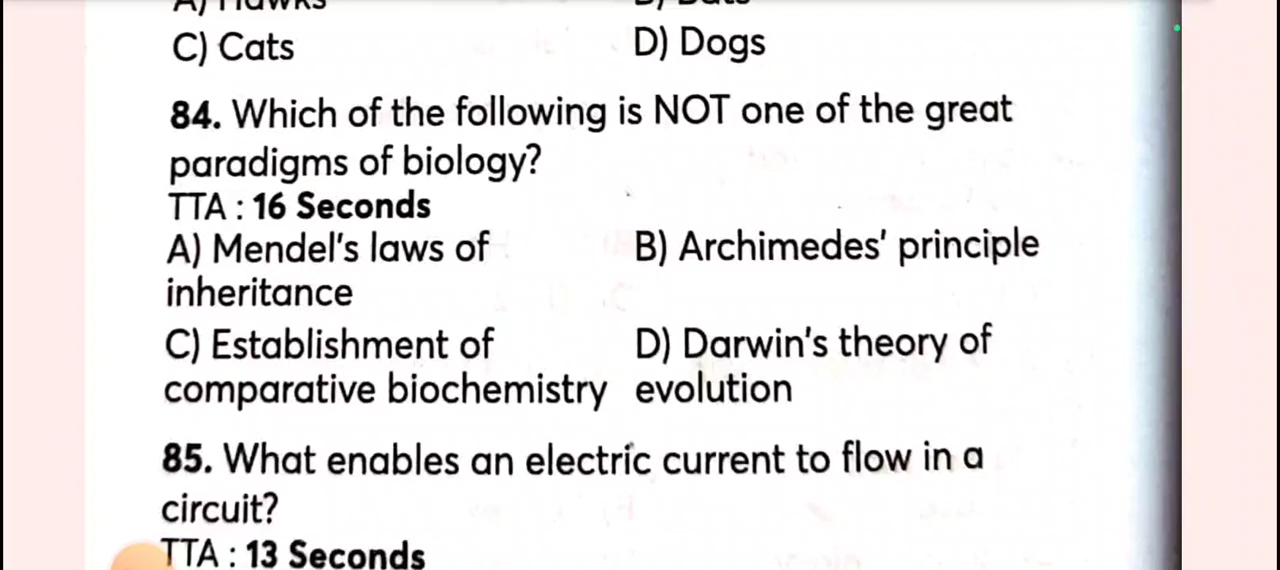 C) Cats
D) Dogs
84. Which of the following is NOT one of the great
paradigms of biology?
TTA : 16 Seconds
A) Mendel's laws of
inheritance
B) Archimedes' principle
C) Establishment of
comparative biochemistry
D) Darwin's theory of
evolution
85. What enables an electric current to flow in a
circuit?
TTA : 13 Seconds